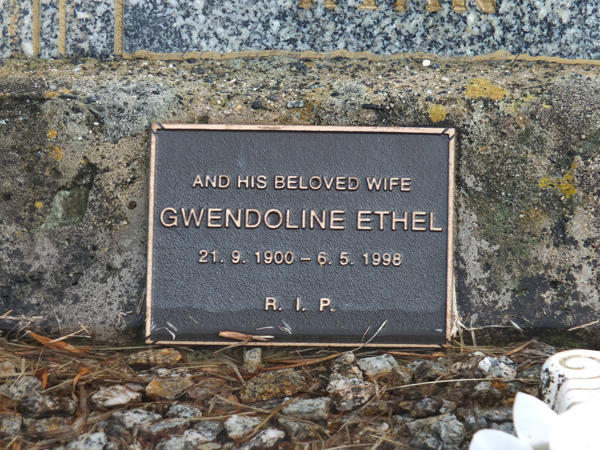 AND HIS BELOVED WIFE
GWENDOLINE ETHEL
21. 9. 1900 – 6. 5. 1998
R. I. P.